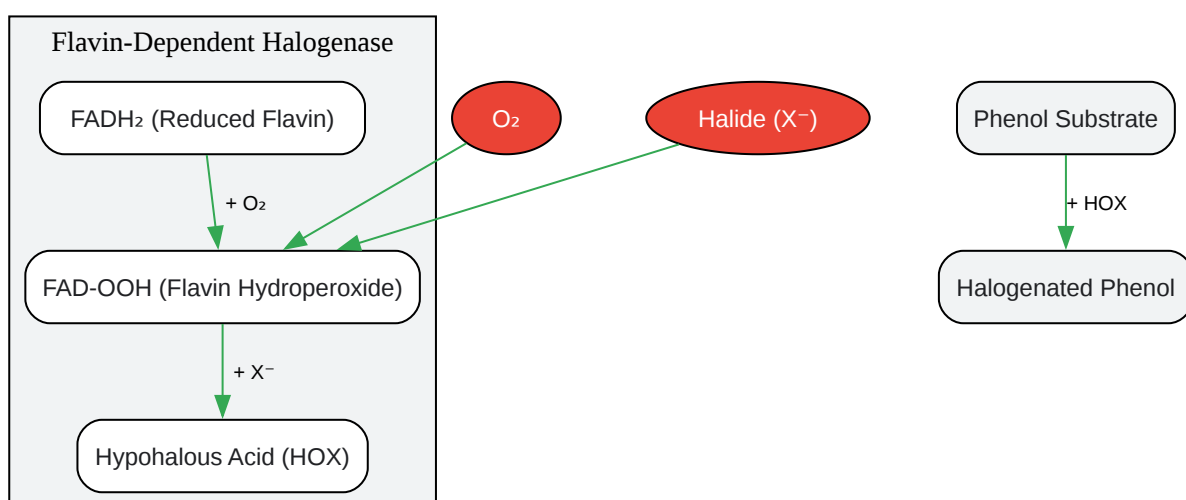 Flavin-Dependent Halogenase
FADH₂ (Reduced Flavin)
O₂
Halide (X⁻)
Phenol Substrate
+ O₂
+ HOX
FAD-OOH (Flavin Hydroperoxide)
Halogenated Phenol
+ X⁻
Hypohalous Acid (HOX)